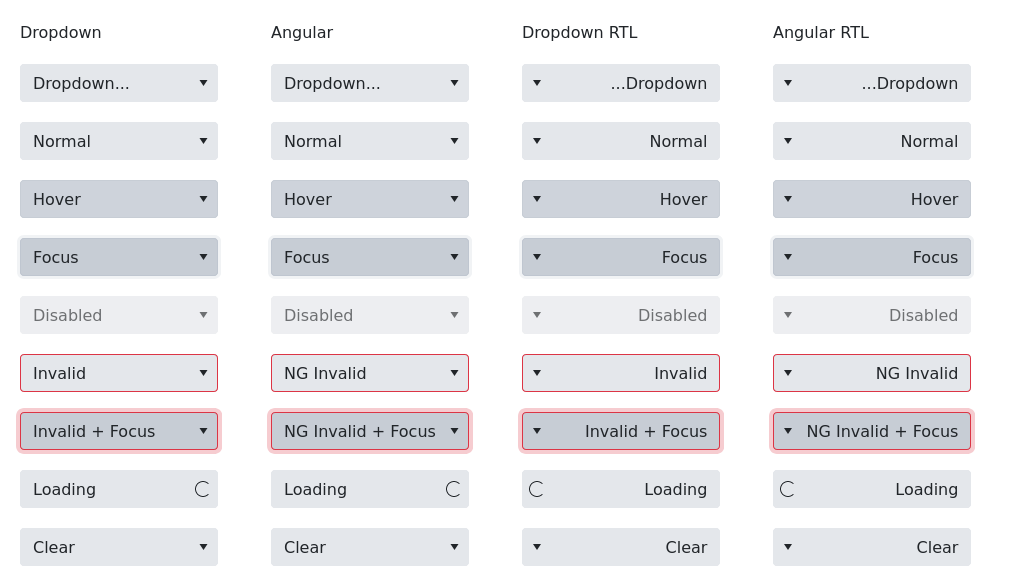 Dropdown Angular Dropdown RTL Angular RTL
Dropdown... Dropdown... ...Dropdown ...Dropdown
Normal Normal Normal Normal
Hover Hover Hover Hover
Focus Focus Focus Focus
Disabled Disabled Disabled Disabled
Invalid NG Invalid Invalid NG Invalid
Invalid + Focus NG Invalid + Focus Invalid + Focus NG Invalid + Focus
Loading Loading Loading Loading
Clear Clear Clear Clear